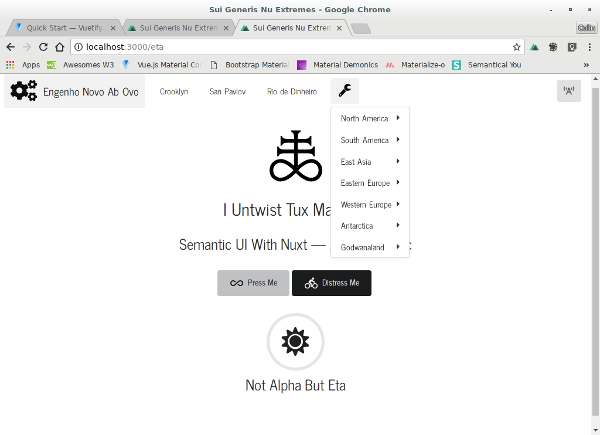 Sui Generis Nu Extremes - Google Chrome
Quick Start — Vuetify
Sui Generis Nu Extrem
Sui Generis Nu Extrem
localhost:3000/eta
Apps
Awesomes W3
Vue.js Material Co
Bootstrap Material
Material Demonics
Materialize-o
Semantical You
»
Engenho Novo Ab Ovo
Crooklyn
San Pavlov
Rio de Dinheiro
North America
South America
East Asia
Eastern Europe
Western Europe
Antarctica
Godwanaland
I Untwist Tux Ma
Semantic UI With Nuxt —
c
Press Me
Distress Me
Not Alpha But Eta